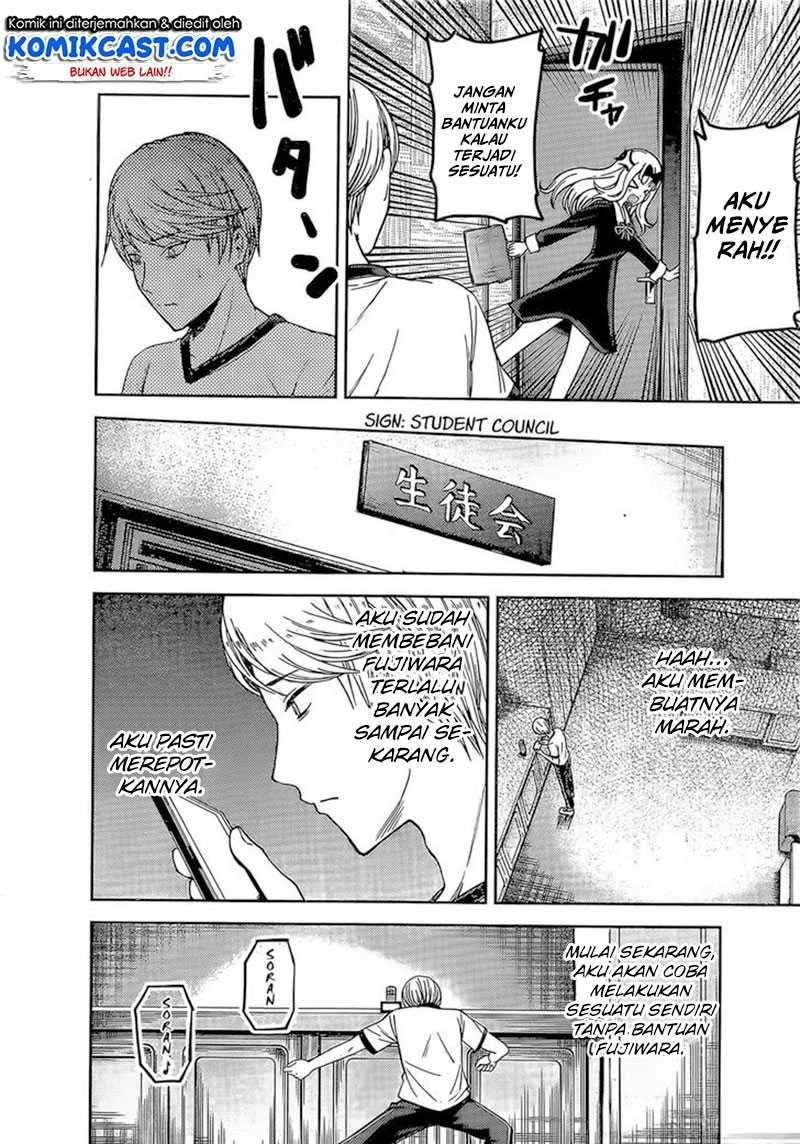 Komik ini diterjemahkan & diedit oleh
KOMIKCAST.COM
BUKAN WEB LAIN!!
AKU
MENYE
RAH!!
ガチャ
JANGAN
MINTA
BANTUANKU
KALAU
TERJADI
SESUATU!
バターン
SIGN: STUDENT COUNCIL
生徒会
HAAH...
AKU MEM-
BUATNYA
MARAH.
AKU SUDAH
MEMBEBANI
FUJIWARA
TERLALU
BANYAK
SAMPAI SE-
KARANG.
AKU PASTI
MEREPOT-
KANNYA.
MULAI SEKARANG,
AKU AKAN COBA
MELAKUKAN
SESUATU SENDIRI
TANPA BANTUAN
FUJIWARA.
SORAN
SORAN♪